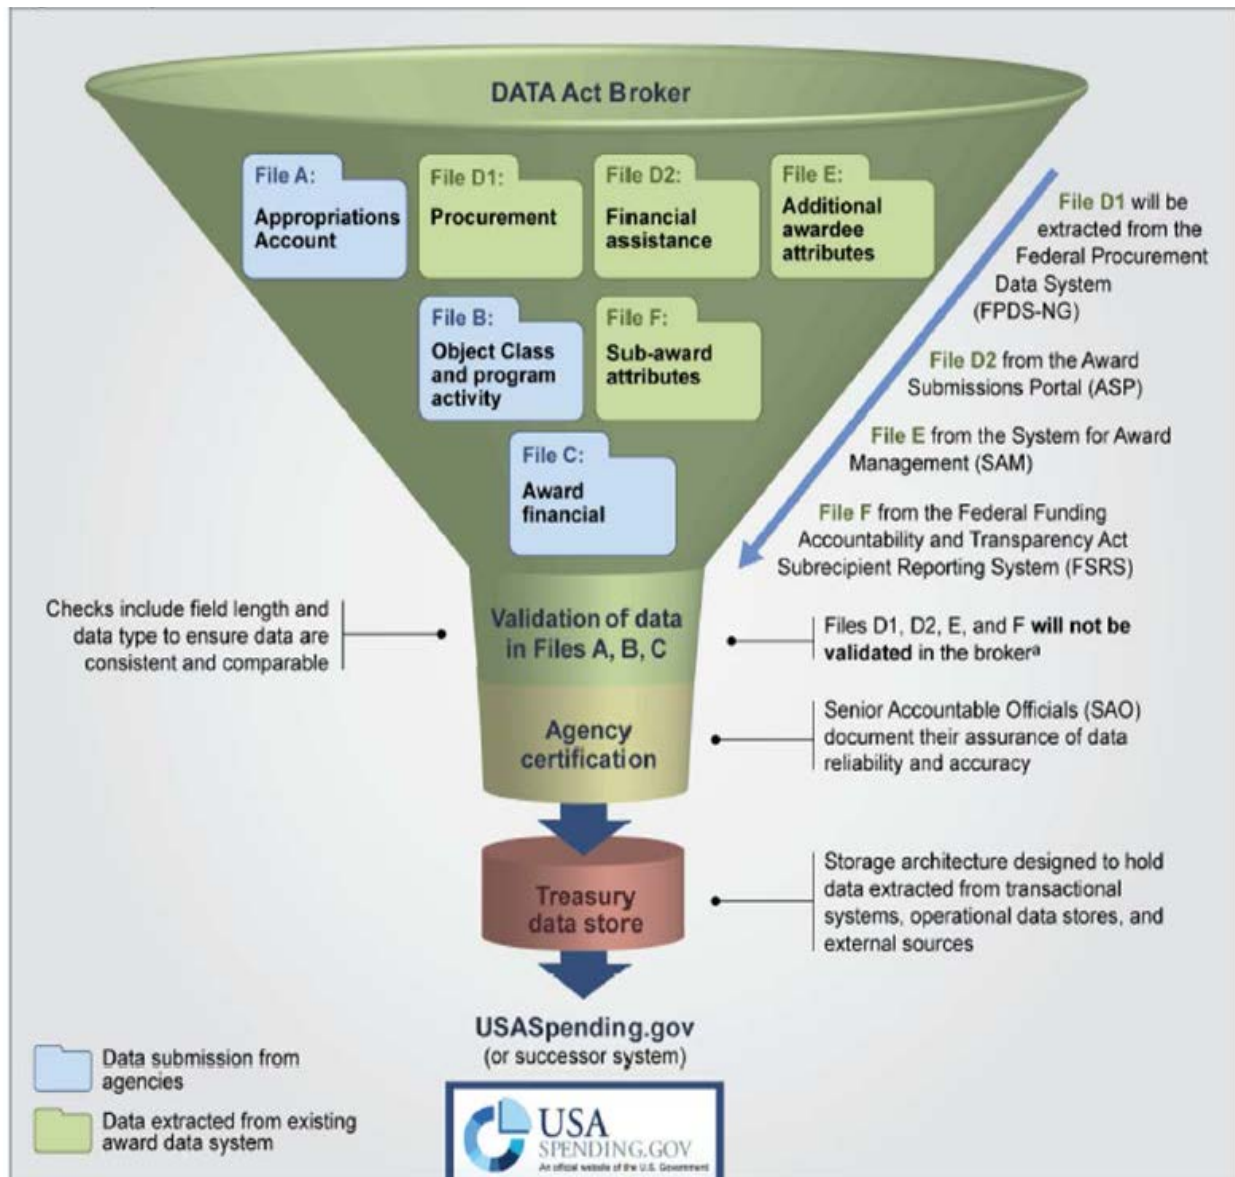 DATA Act Broker
File A:
Appropriations
Account
File D1:
Procurement
File D2:
Financial
assistance
File E:
Additional
awardee
attributes
File B:
Object Class
and program
activity
File F:
Sub-award
attributes
File C:
Award
financial
File D1 will be
extracted from the
Federal Procurement
Data System
(FPDS-NG)
File D2 from the Award
Submissions Portal (ASP)
File E from the System for Award
Management (SAM)
File F from the Federal Funding
Accountability and Transparency Act
Subrecipient Reporting System (FSRS)
Checks include field length and
data type to ensure data are
consistent and comparable
Validation of data
in Files A, B, C
Files D1, D2, E, and F will not be
validated in the brokerᵃ
Agency
certification
Senior Accountable Officials (SAO)
document their assurance of data
reliability and accuracy
Treasury
data store
Storage architecture designed to hold
data extracted from transactional
systems, operational data stores, and
external sources
USASpending.gov
(or successor system)
Data submission from
agencies
Data extracted from existing
award data system
USA
SPENDING.GOV
An official website of the U.S. Government